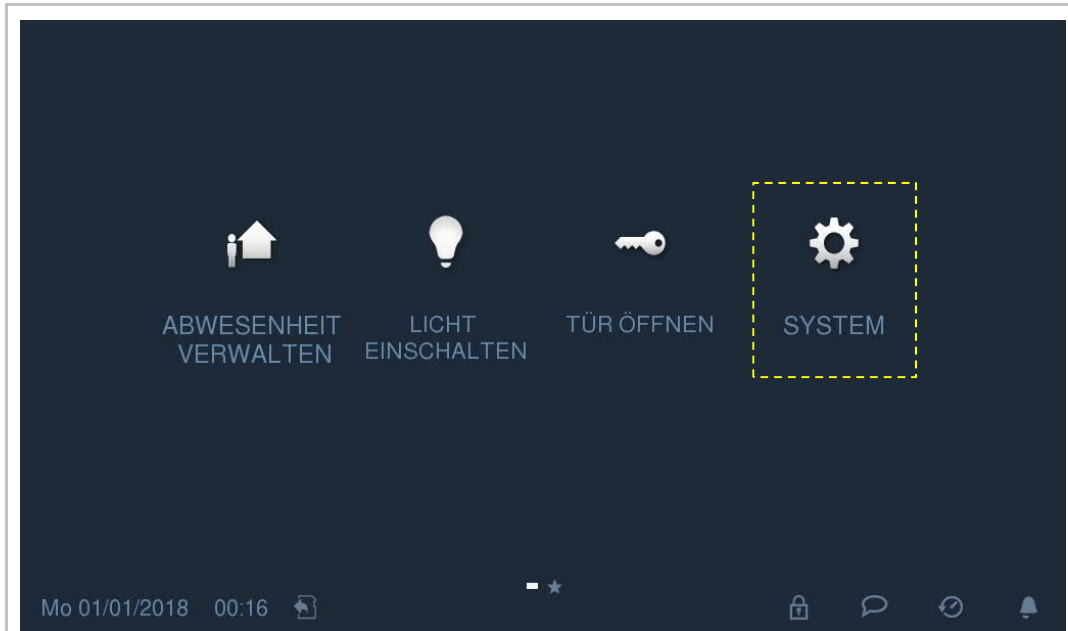 ABWESENHEIT
VERWALTEN
LICHT
EINSCHALTEN
TÜR ÖFFNEN
SYSTEM
Mo 01/01/2018 00:16